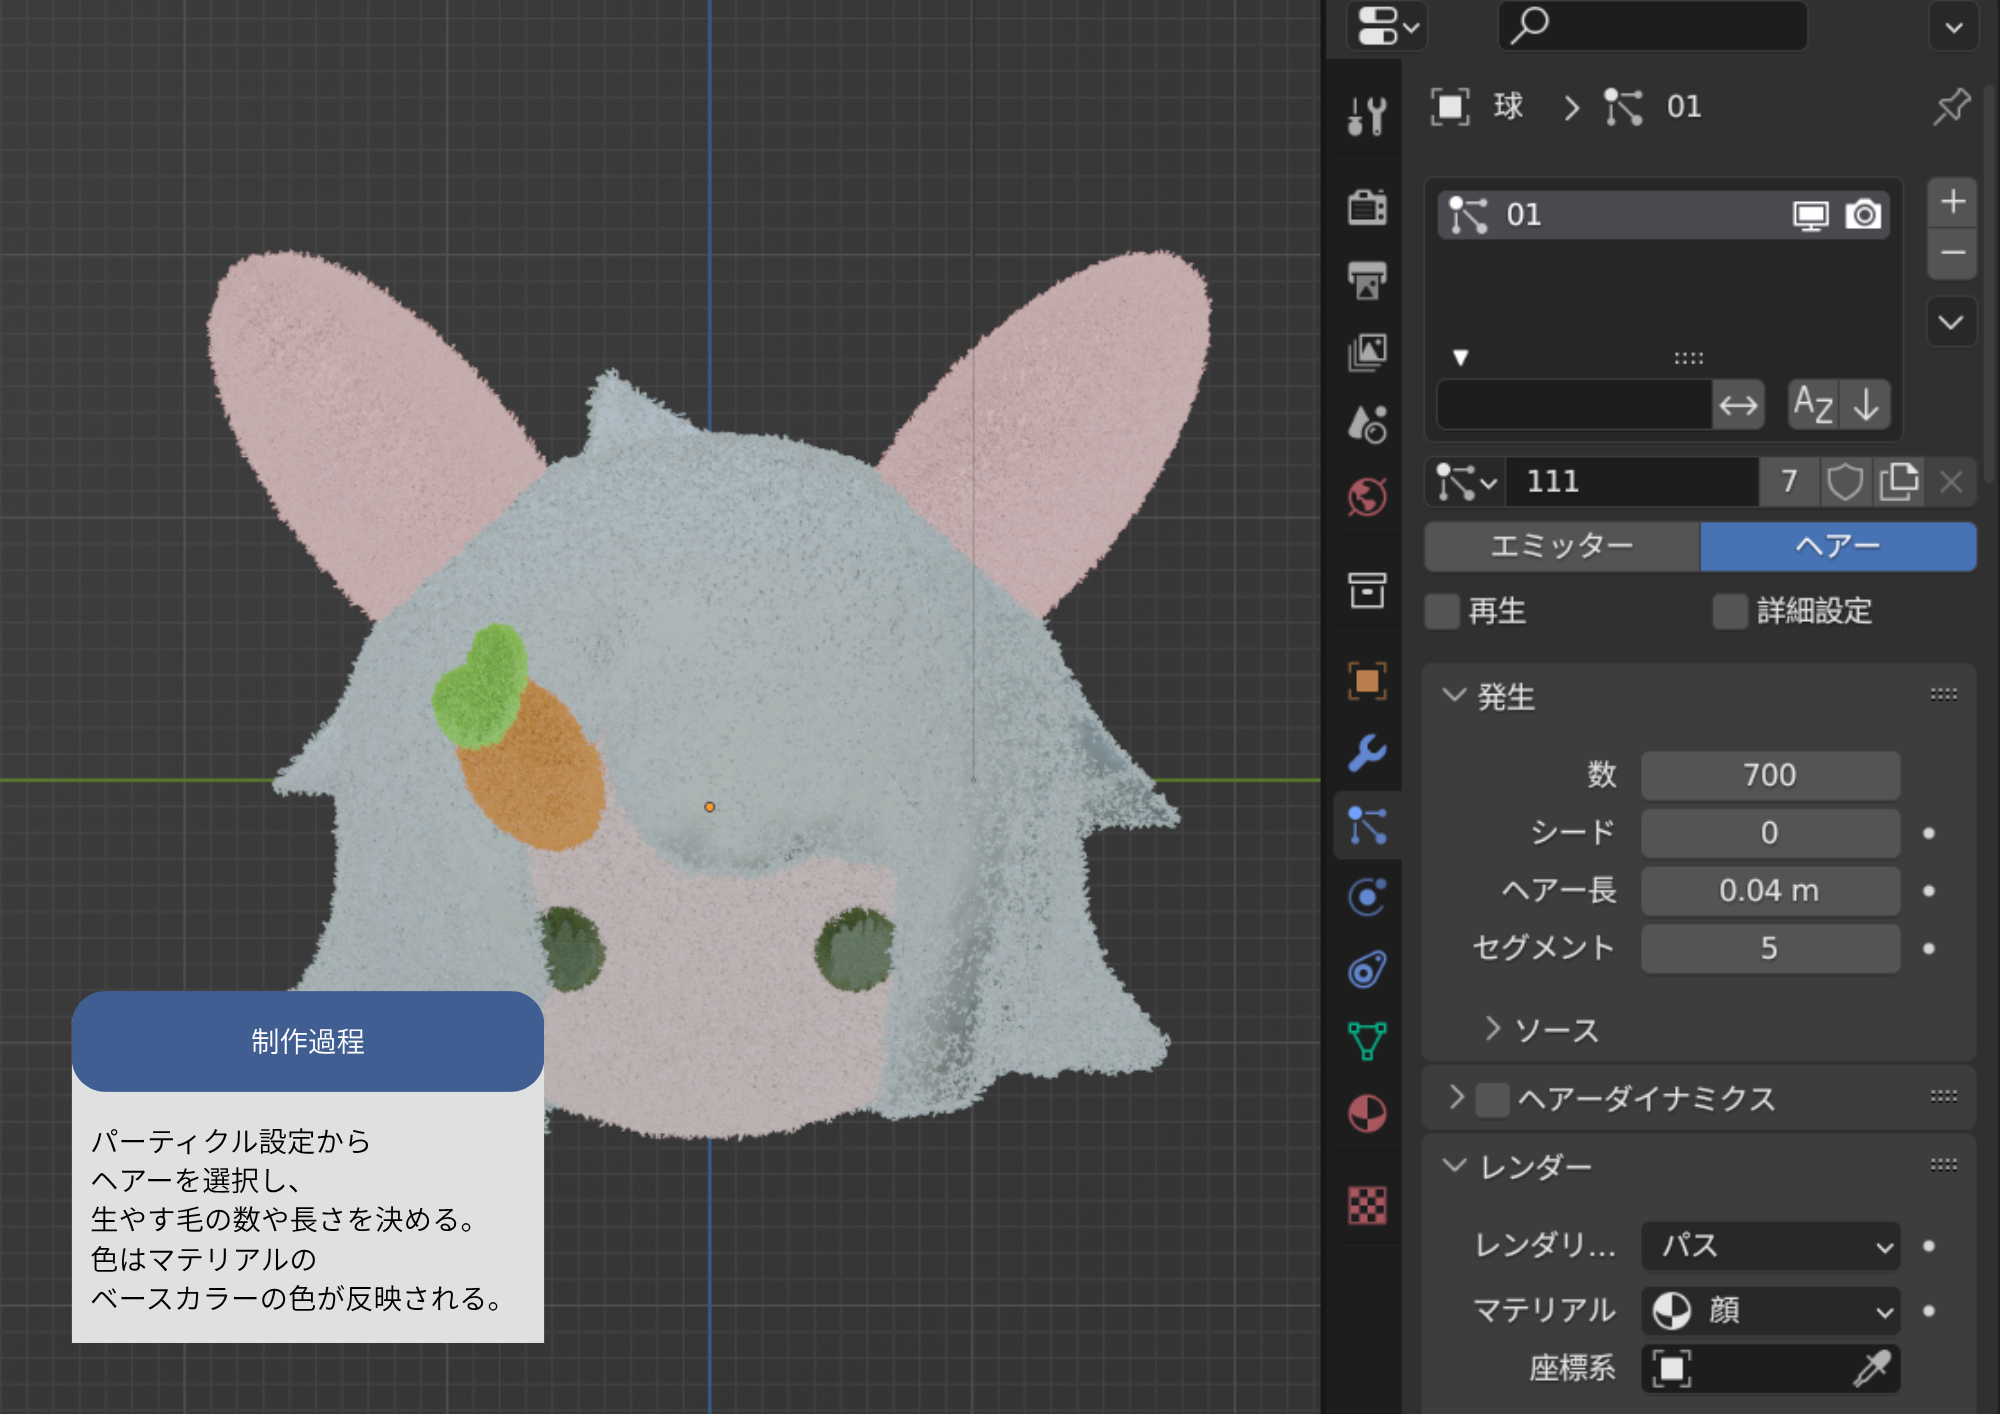 球 01
01
AZ
111 7
エミッター ヘアー
再生 詳細設定
発生
数 700
シード 0
ヘアー長 0.04 m
セグメント 5
ソース
ヘアーダイナミクス
レンダー
レンダリ... パス
マテリアル 顔
座標系
制作過程
パーティクル設定から
ヘアーを選択し、
生やす毛の数や長さを決める。
色はマテリアルの
ベースカラーの色が反映される。